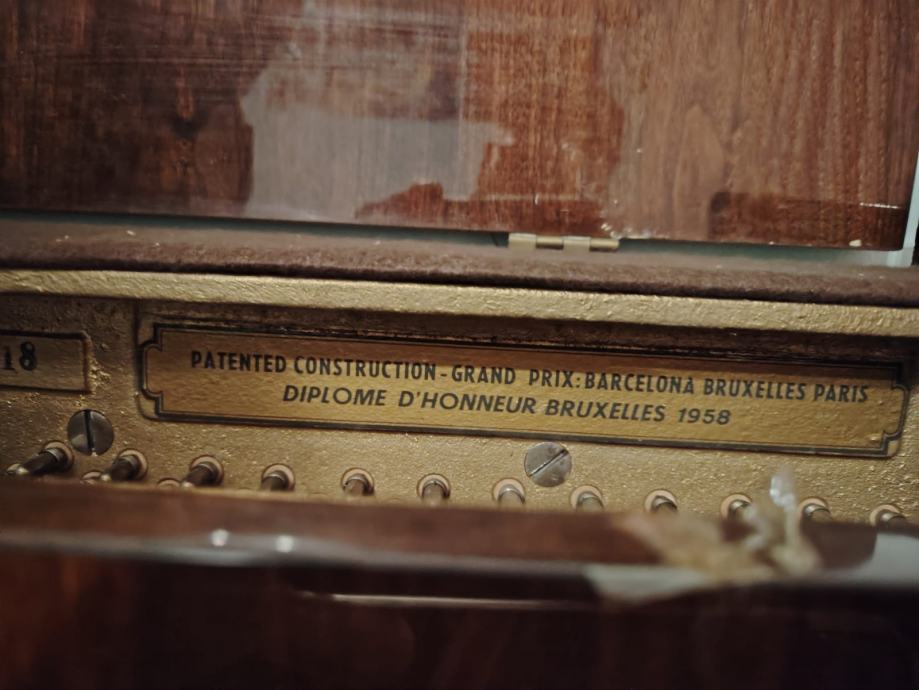 18
PATENTED CONSTRUCTION-GRAND PRIX:BARCELONA BRUXELLES PARIS
DIPLOME D'HONNEUR BRUXELLES 1958